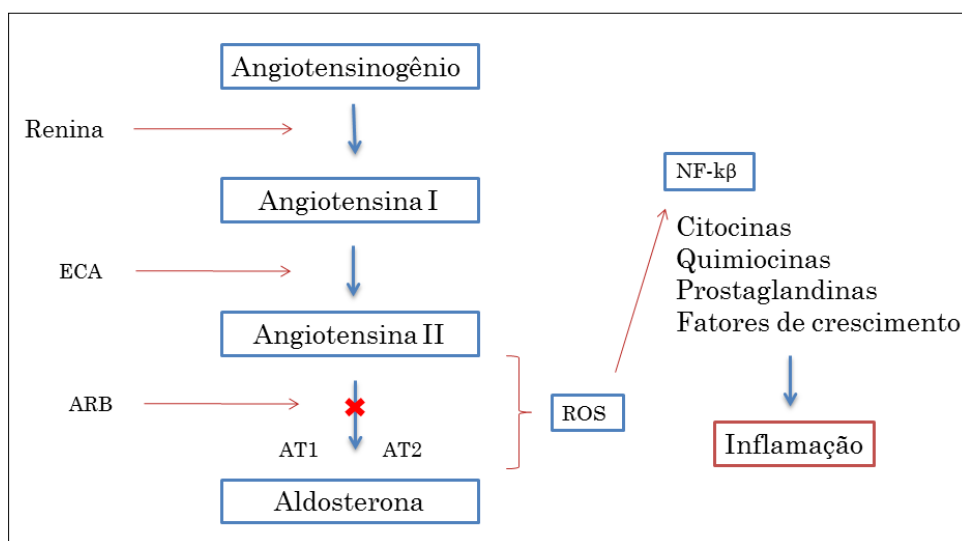 Angiotensinogênio
Renina
Angiotensina I
ECA
Angiotensina II
ARB
AT1
AT2
Aldosterona
ROS
NF-kβ
Citocinas
Quimiocinas
Prostaglandinas
Fatores de crescimento
Inflamação